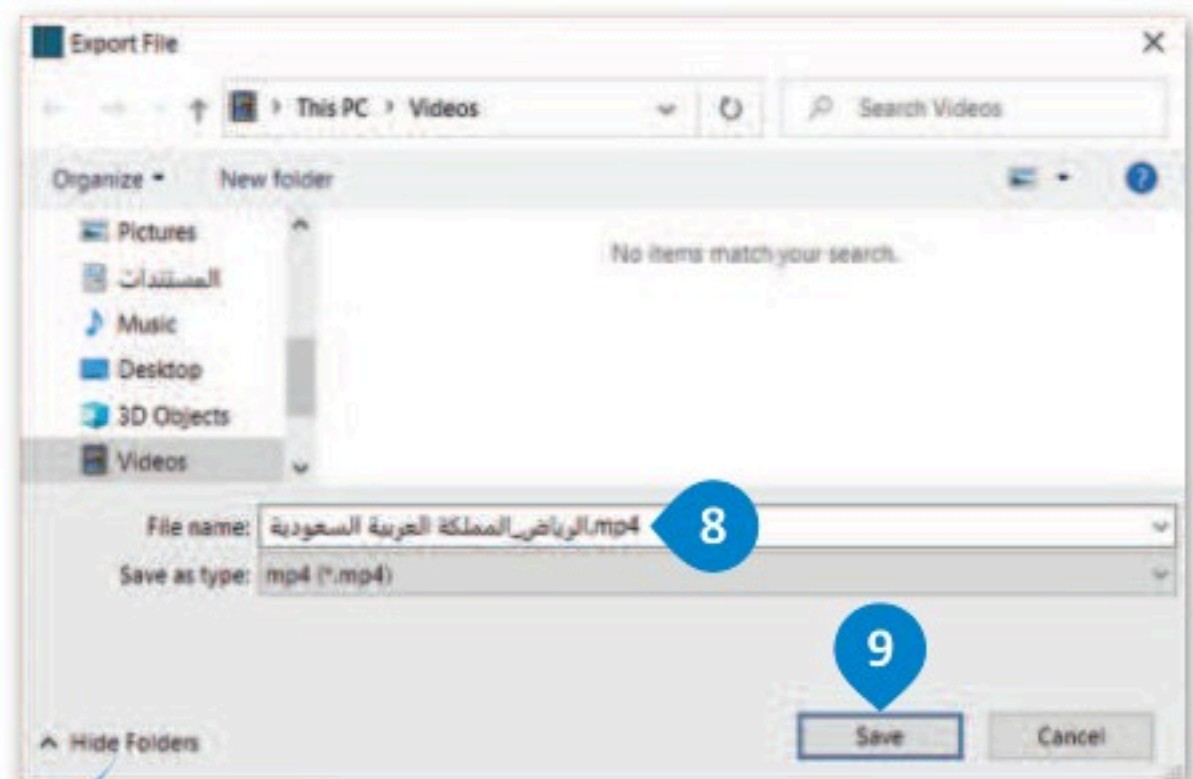 Export File
This PC > Videos
Search Videos
Organize
New folder
Pictures
No items match your search.
المستندات
Music
Desktop
3D Objects
Videos
File name: الرياض_المملكة العربية السعودية.mp4
8
Save as type: mp4 (*.mp4)
9
Hide Folders
Save
Cancel